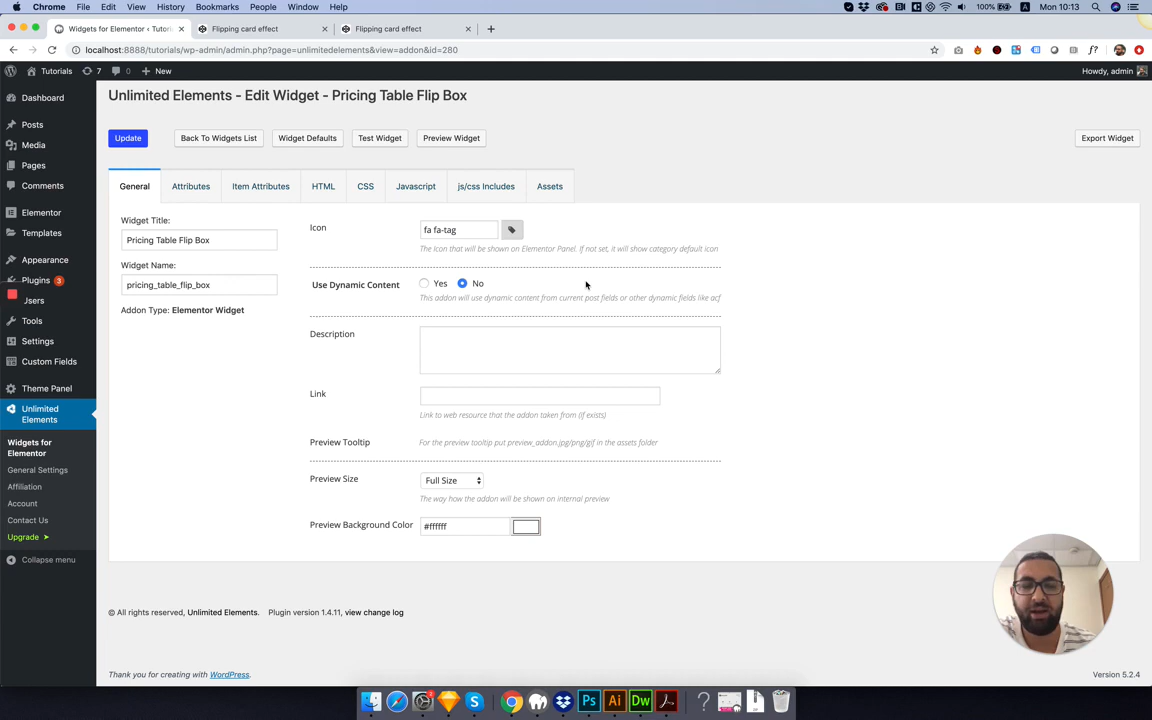 Chrome File Edit View History Bookmarks People Window Help 100% Mon 10:13
Widgets for Elementor ‹ Tutori Flipping card effect Flipping card effect
localhost:8888/tutorials/wp-admin/admin.php?page=unlimitedelements&view=addon&id=280
Tutorials 7 0 New Howdy, admin
Dashboard
Posts
Media
Pages
Comments
Elementor
Templates
Appearance
Plugins 3
Jsers
Tools
Settings
Custom Fields
Theme Panel
Unlimited
Elements
Widgets for
Elementor
General Settings
Affiliation
Account
Contact Us
Upgrade ➤
Collapse menu
Unlimited Elements - Edit Widget - Pricing Table Flip Box
Update Back To Widgets List Widget Defaults Test Widget Preview Widget Export Widget
General Attributes Item Attributes HTML CSS Javascript js/css Includes Assets
Widget Title:
Pricing Table Flip Box
Widget Name:
pricing_table_flip_box
Addon Type: Elementor Widget
Icon fa fa-tag
The icon that will be shown on Elementor Panel. If not set, it will show category default icon
Use Dynamic Content Yes No
This addon will use dynamic content from current post fields or other dynamic fields like acf
Description
Link
Link to web resource that the addon taken from (if exists)
Preview Tooltip For the preview tooltip put preview_addon.jpg/png/gif in the assets folder
Preview Size Full Size
The way how the addon will be shown on internal preview
Preview Background Color #ffffff
© All rights reserved, Unlimited Elements. Plugin version 1.4.11, view change log
Thank you for creating with WordPress. Version 5.2.4
Ps Ai Dw